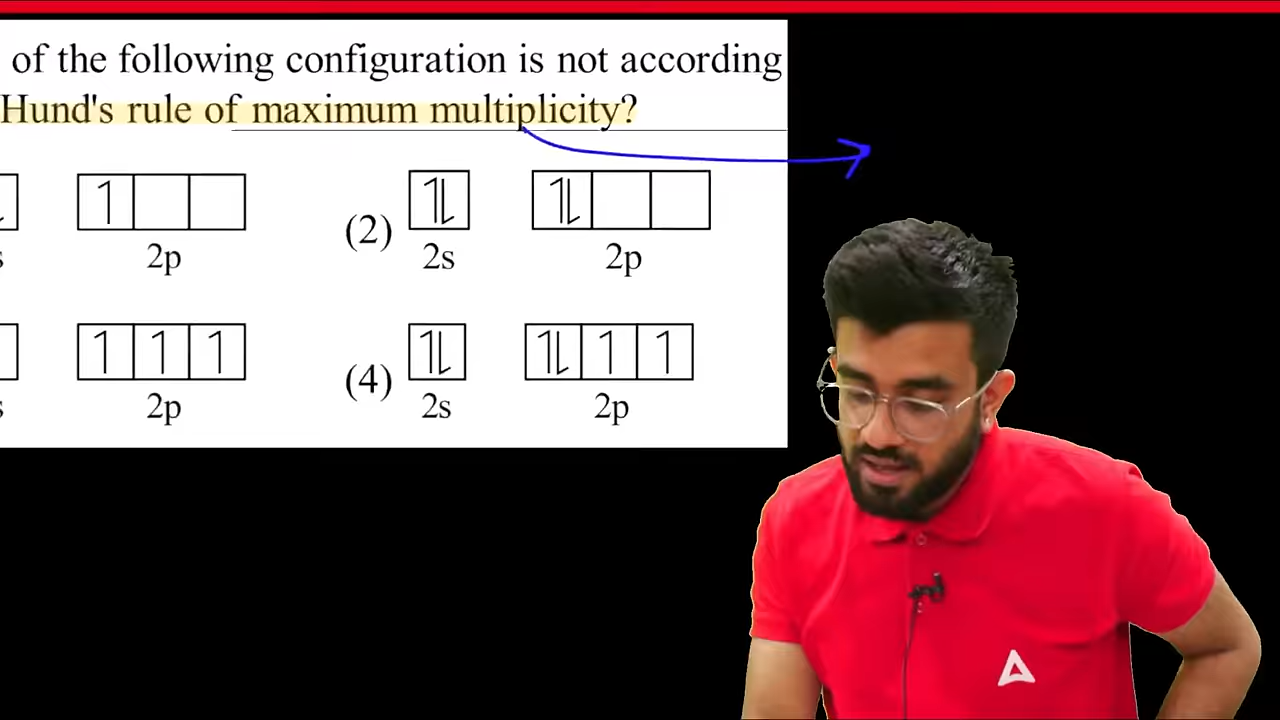 of the following configuration is not according
Hund's rule of maximum multiplicity?
(2)
s 2p 2s 2p
(4)
s 2p 2s 2p